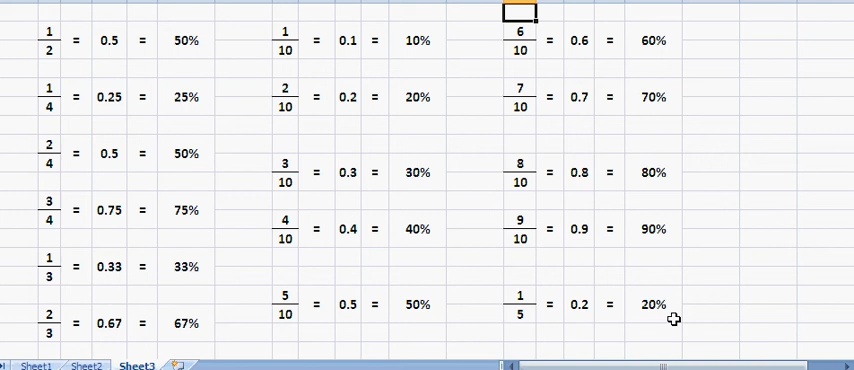 1/2 = 0.5 = 50%
1/4 = 0.25 = 25%
2/4 = 0.5 = 50%
3/4 = 0.75 = 75%
1/3 = 0.33 = 33%
2/3 = 0.67 = 67%
1/10 = 0.1 = 10%
2/10 = 0.2 = 20%
3/10 = 0.3 = 30%
4/10 = 0.4 = 40%
5/10 = 0.5 = 50%
6/10 = 0.6 = 60%
7/10 = 0.7 = 70%
8/10 = 0.8 = 80%
9/10 = 0.9 = 90%
1/5 = 0.2 = 20%
Sheet1 Sheet2 Sheet3